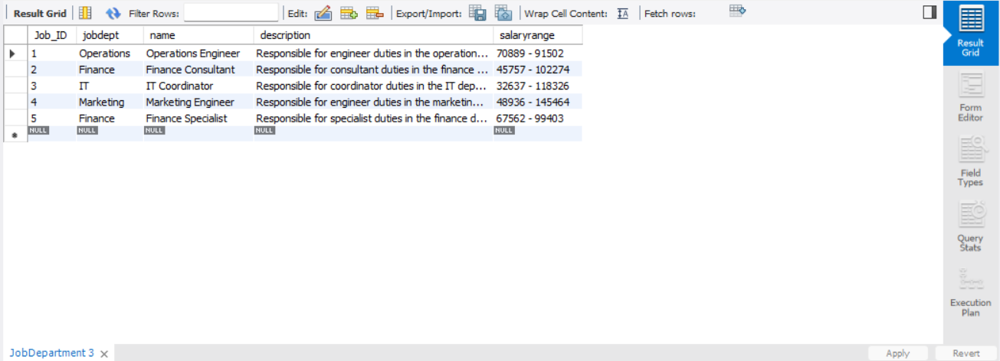 Result Grid Filter Rows: Edit: Export/Import: Wrap Cell Content: IA Fetch rows:
Job_ID jobdept name description salaryrange
1 Operations Operations Engineer Responsible for engineer duties in the operation... 70889 - 91502
2 Finance Finance Consultant Responsible for consultant duties in the finance ... 45757 - 102274
3 IT IT Coordinator Responsible for coordinator duties in the IT dep... 32637 - 118326
4 Marketing Marketing Engineer Responsible for engineer duties in the marketin... 48936 - 145464
5 Finance Finance Specialist Responsible for specialist duties in the finance d... 67562 - 99403
NULL NULL NULL NULL NULL
Result
Grid
Form
Editor
Field
Types
Query
Stats
Execution
Plan
JobDepartment 3
Apply Revert